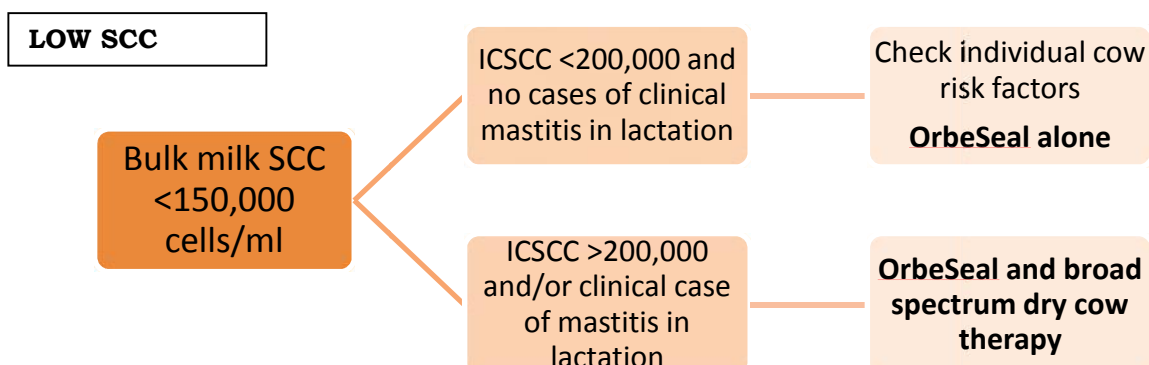 LOW SCC
Bulk milk SCC
<150,000
cells/ml
ICSCC <200,000 and
no cases of clinical
mastitis in lactation
Check individual cow
risk factors
OrbeSeal alone
ICSCC >200,000
and/or clinical case
of mastitis in
lactation
OrbeSeal and broad
spectrum dry cow
therapy